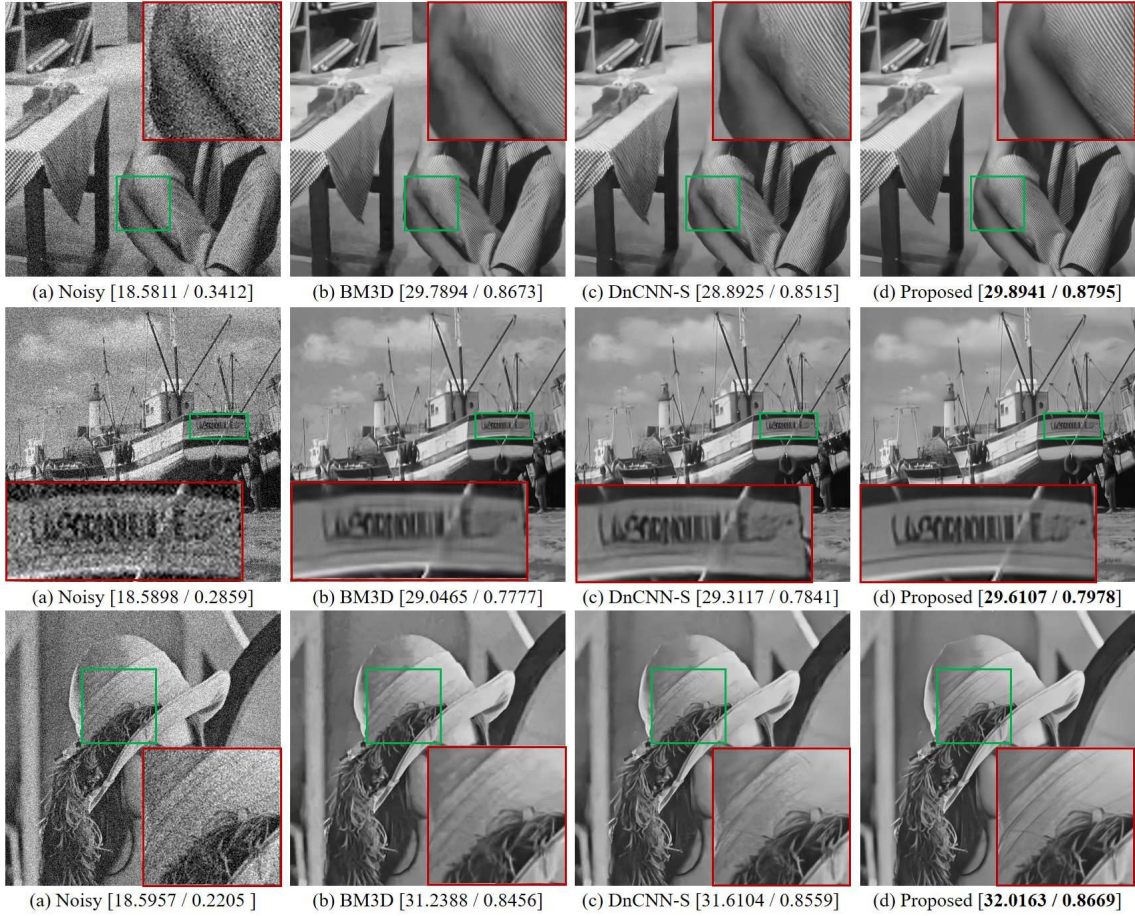 (a) Noisy [18.5811 / 0.3412]
(b) BM3D [29.7894 / 0.8673]
(c) DnCNN-S [28.8925 / 0.8515]
(d) Proposed [29.8941 / 0.8795]
(a) Noisy [18.5898 / 0.2859]
(b) BM3D [29.0465 / 0.7777]
(c) DnCNN-S [29.3117 / 0.7841]
(d) Proposed [29.6107 / 0.7978]
(a) Noisy [18.5957 / 0.2205]
(b) BM3D [31.2388 / 0.8456]
(c) DnCNN-S [31.6104 / 0.8559]
(d) Proposed [32.0163 / 0.8669]